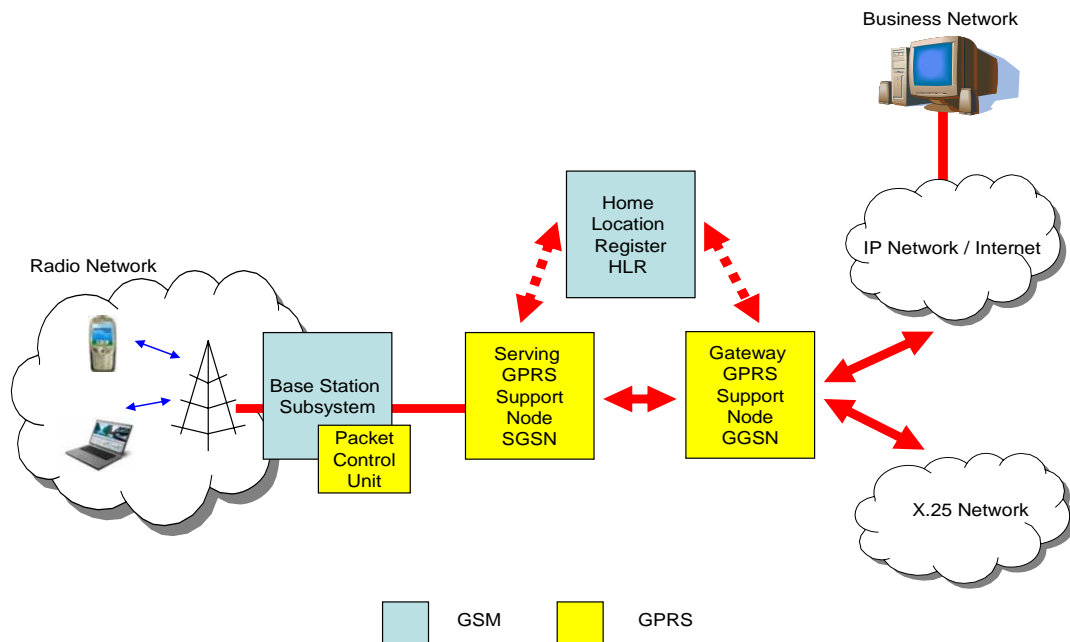 Business Network
Home
Location
Register
HLR
IP Network / Internet
Radio Network
Base Station
Subsystem
Packet
Control
Unit
Serving
GPRS
Support
Node
SGSN
Gateway
GPRS
Support
Node
GGSN
X.25 Network
GSM
GPRS